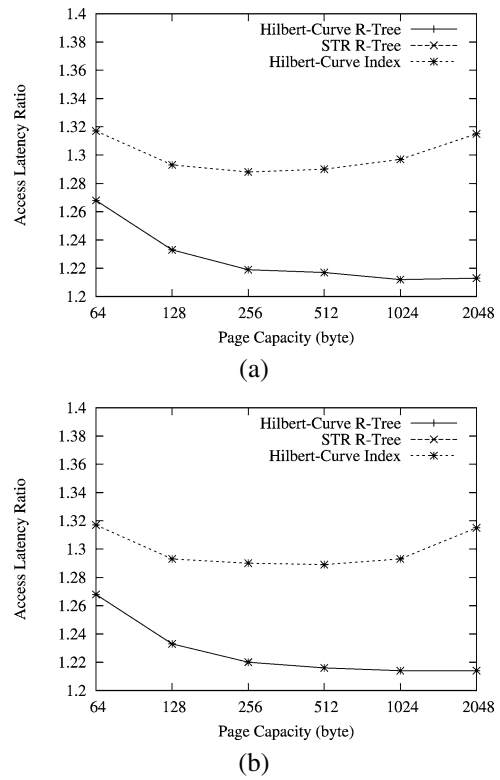 1.4
1.38
1.36
1.34
1.32
1.3
1.28
1.26
1.24
1.22
1.2
Access Latency Ratio
Hilbert-Curve R-Tree
STR R-Tree
Hilbert-Curve Index
64 128 256 512 1024 2048
Page Capacity (byte)
(a)
1.4
1.38
1.36
1.34
1.32
1.3
1.28
1.26
1.24
1.22
1.2
Access Latency Ratio
Hilbert-Curve R-Tree
STR R-Tree
Hilbert-Curve Index
64 128 256 512 1024 2048
Page Capacity (byte)
(b)